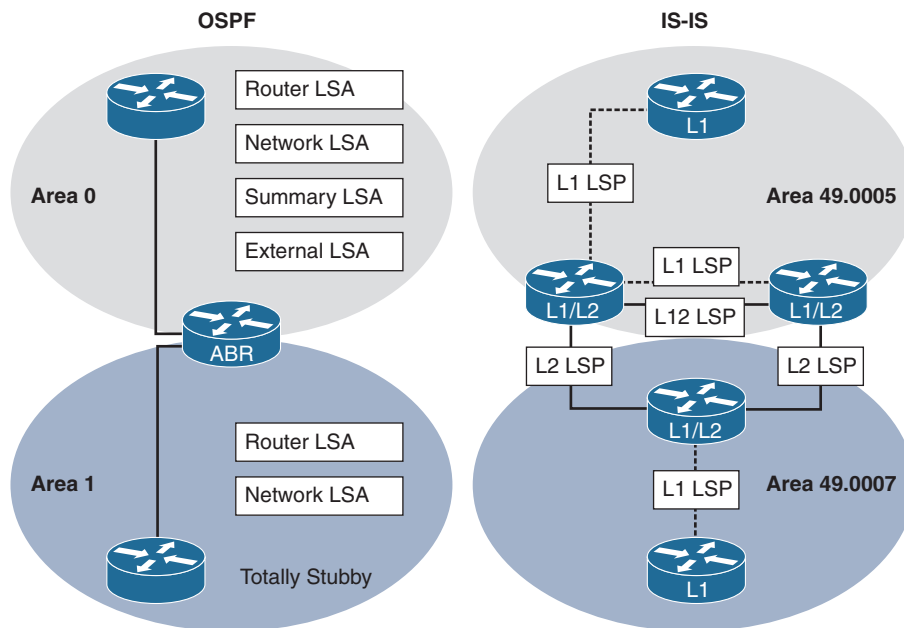 OSPF
Router LSA
Network LSA
Area 0
Summary LSA
External LSA
ABR
Router LSA
Area 1
Network LSA
Totally Stubby
IS-IS
L1
L1 LSP
Area 49.0005
L1 LSP
L1/L2
L1/L2
L12 LSP
L2 LSP
L2 LSP
L1/L2
L1 LSP
Area 49.0007
L1